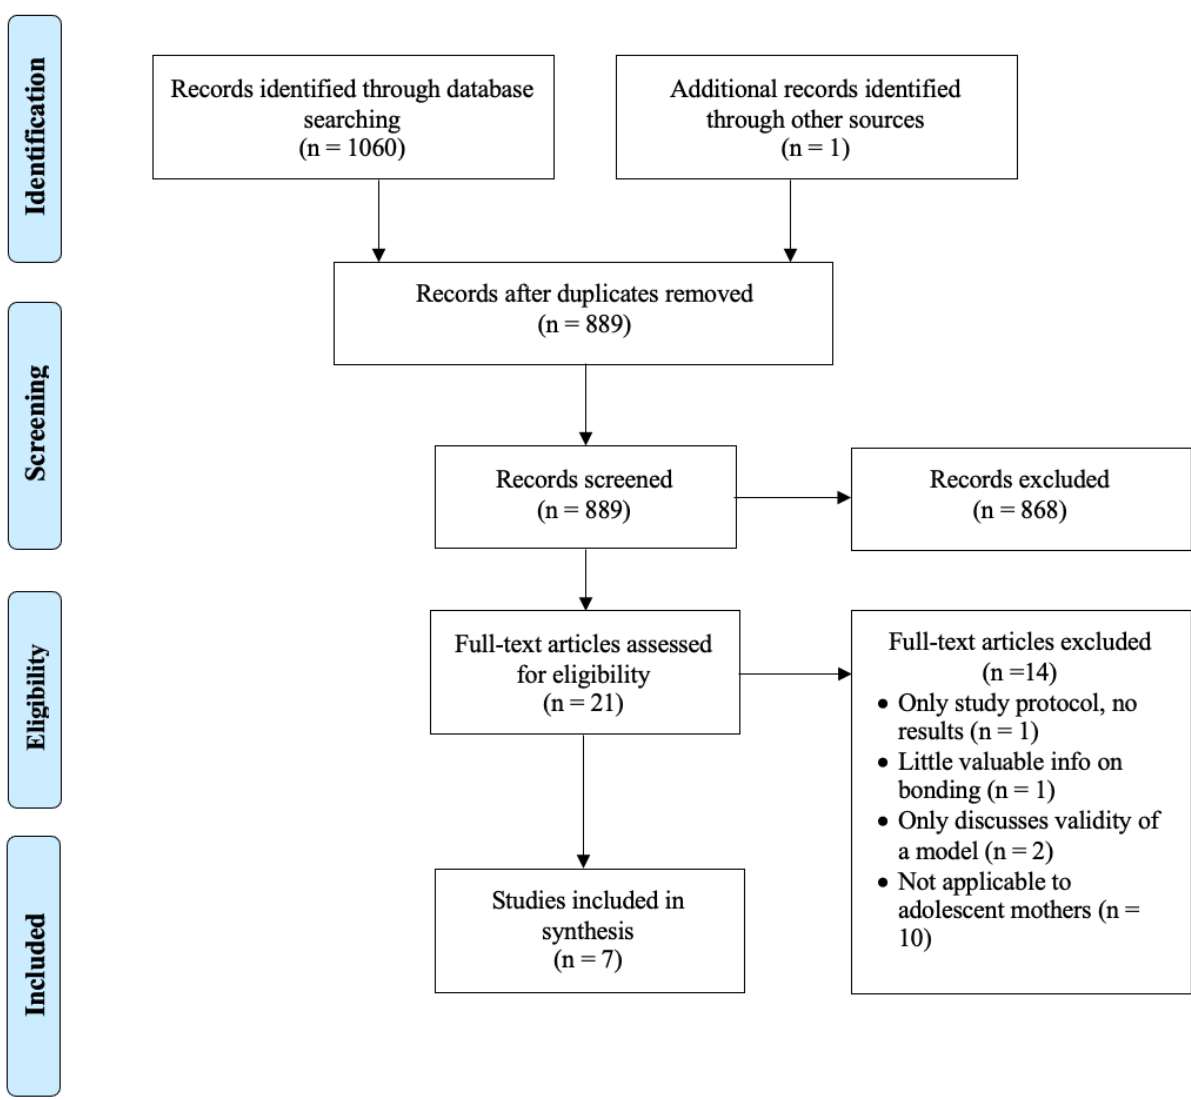 Identification
Records identified through database
searching
(n = 1060)
Additional records identified
through other sources
(n = 1)
Records after duplicates removed
(n = 889)
Screening
Records screened
(n = 889)
Records excluded
(n = 868)
Eligibility
Full-text articles assessed
for eligibility
(n = 21)
Full-text articles excluded
(n =14)
• Only study protocol, no
results (n = 1)
• Little valuable info on
bonding (n = 1)
• Only discusses validity of
a model (n = 2)
• Not applicable to
adolescent mothers (n =
10)
Included
Studies included in
synthesis
(n = 7)